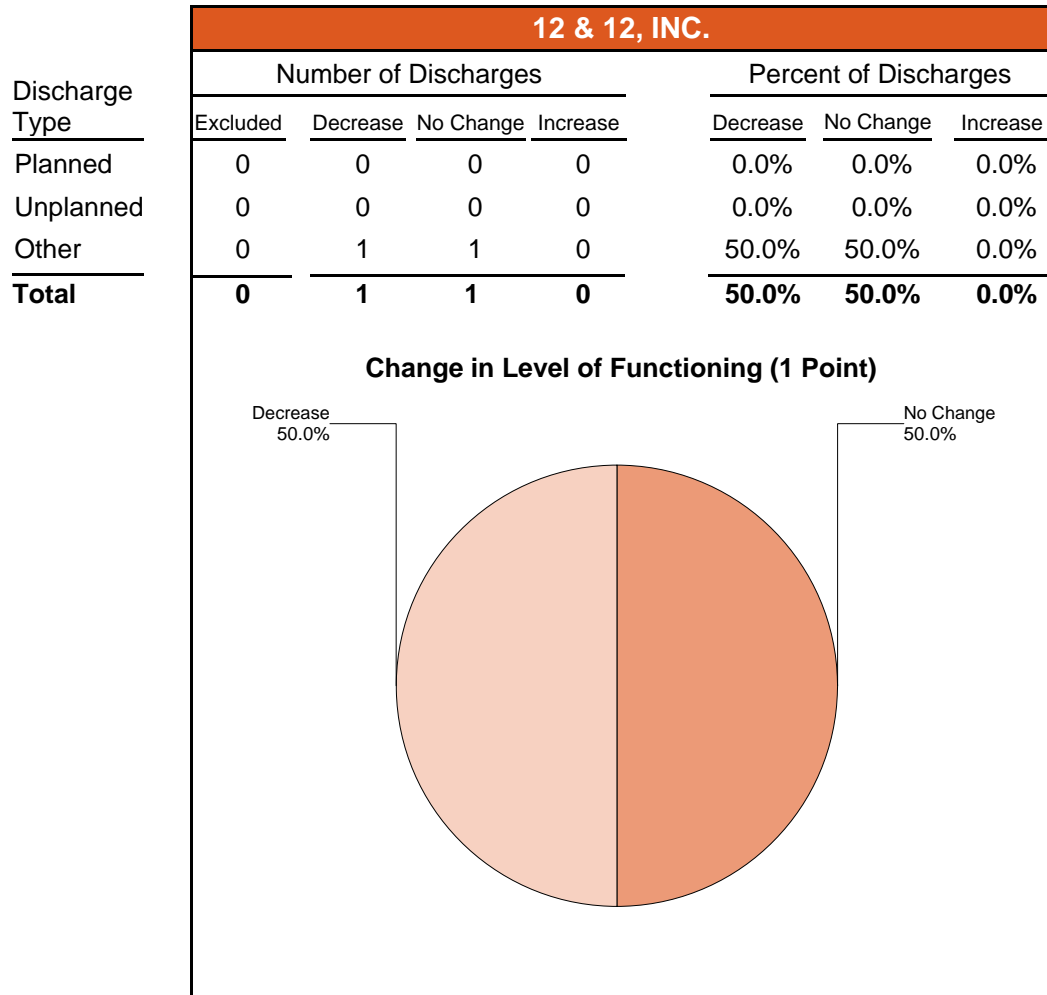 12 & 12, INC.
Number of Discharges Percent of Discharges
Discharge
Type Excluded Decrease No Change Increase Decrease No Change Increase
Planned 0 0 0 0 0.0% 0.0% 0.0%
Unplanned 0 0 0 0 0.0% 0.0% 0.0%
Other 0 1 1 0 50.0% 50.0% 0.0%
Total 0 1 1 0 50.0% 50.0% 0.0%
Change in Level of Functioning (1 Point)
Decrease
50.0%
No Change
50.0%